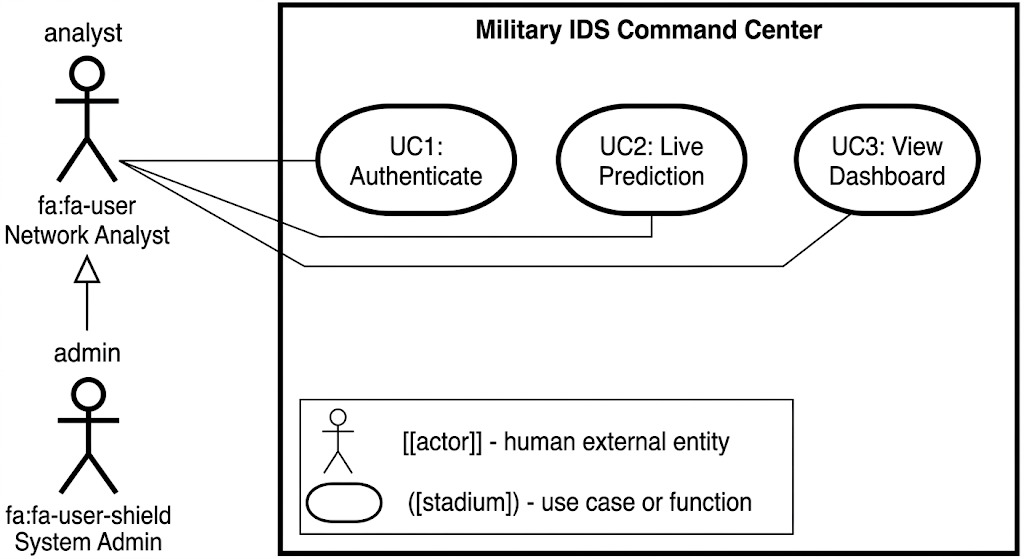 analyst
fa:fa-user
Network Analyst
admin
fa:fa-user-shield
System Admin
Military IDS Command Center
UC1:
Authenticate
UC2: Live
Prediction
UC3: View
Dashboard
[[actor]] - human external entity
([stadium]) - use case or function